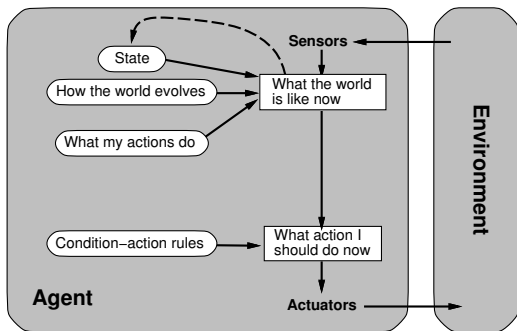 Sensors
State
How the world evolves
What the world
is like now
What my actions do
Environment
Condition−action rules
What action I
should do now
Agent
Actuators